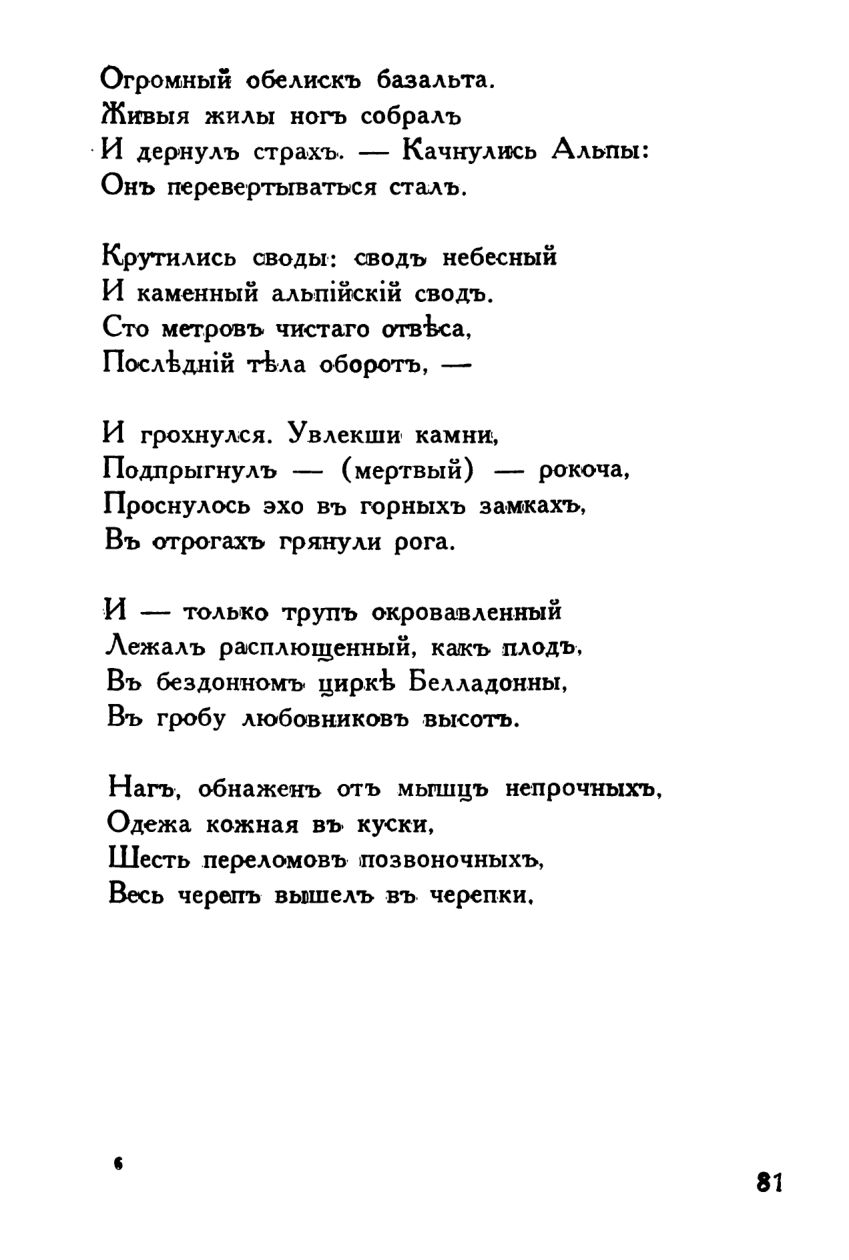 Огромный обелискъ базальта.
Живыя жилы ногъ собралъ
И дернулъ страхъ. — Качнулись Альпы:
Онъ перевертываться сталъ.
Крутились своды: сводъ небесный
И каменный альпійскій сводъ.
Сто метровъ чистаго отвѣса,
Послѣдній тѣла оборотъ, —
И грохнулся. Увлекши камни,
Подпрыгнулъ — (мертвый) — рокоча,
Проснулось эхо въ горныхъ замкахъ,
Въ отрогахъ грянули рога.
И — только трупъ окровавленный
Лежалъ расплющенный, какъ плодъ,
Въ бездонномъ циркѣ Белладонны,
Въ гробу любовниковъ высотъ.
Нагъ, обнаженъ отъ мышцъ непрочныхъ,
Одежа кожная въ куски,
Шесть переломовъ позвоночныхъ,
Весь черепъ вышелъ въ черепки,
6
81